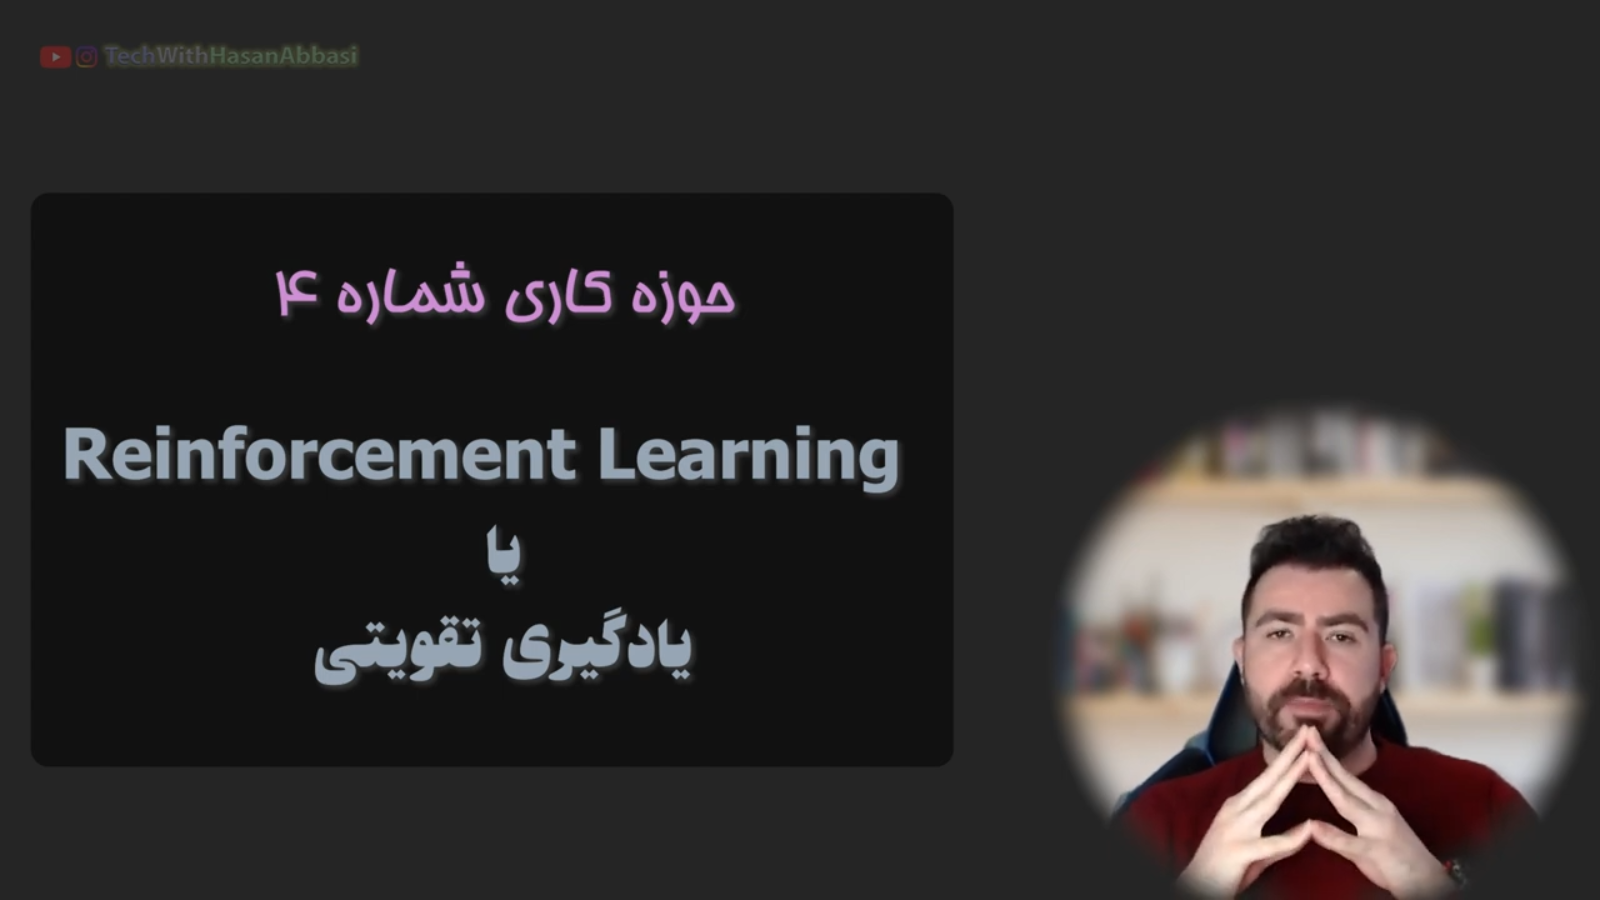 TechWithHasanAbbasi
حوزه کاری شماره ۴
Reinforcement Learning
یا
یادگیری تقویتی